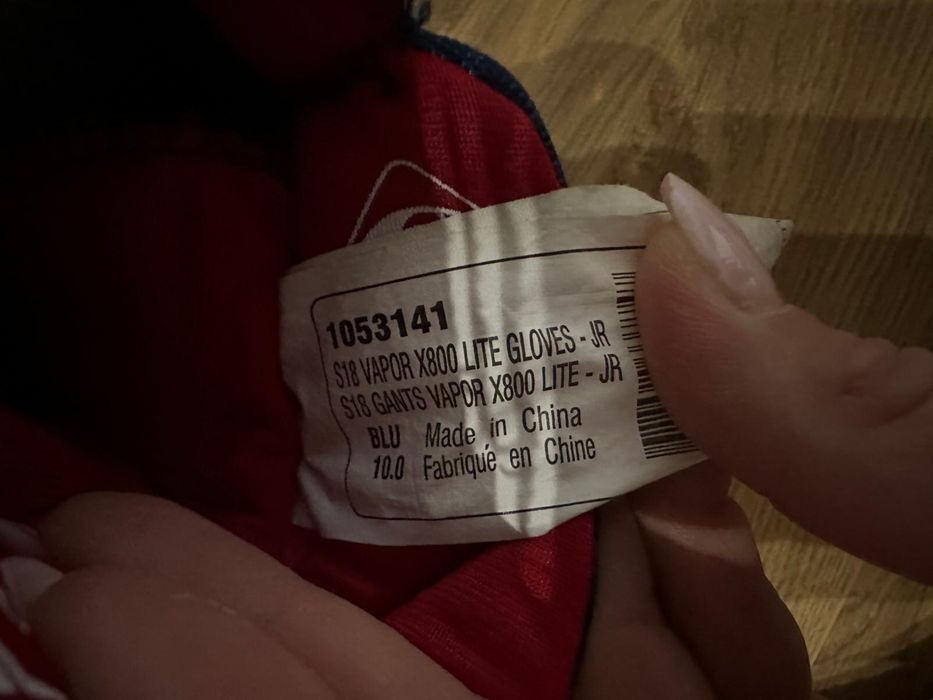 1053141
S18 VAPOR X800 LITE GLOVES - JR
S18 GANTS VAPOR X800 LITE - JR
BLU Made in China
10.0 Fabriqué en Chine